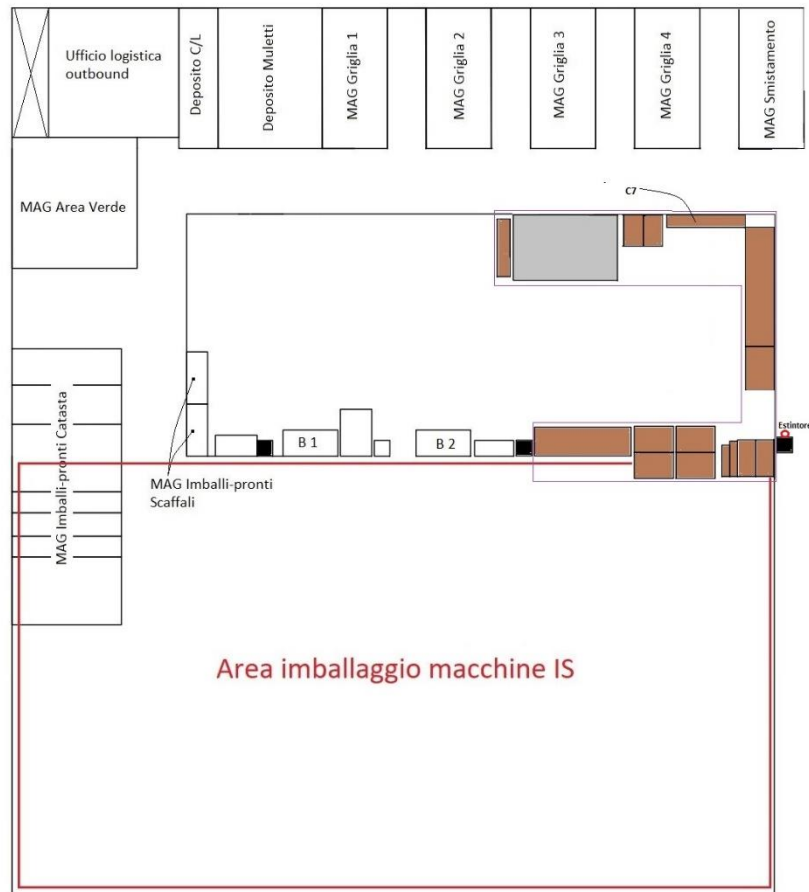 Ufficio logistica
outbound
Deposito C/L
Deposito Muletti
MAG Griglia 1
MAG Griglia 2
MAG Griglia 3
MAG Griglia 4
MAG Smistamento
MAG Area Verde
C7
MAG Imballi-pronti Catasta
Estintore
B 1
B 2
MAG Imballi-pronti
Scaffali
Area imballaggio macchine IS